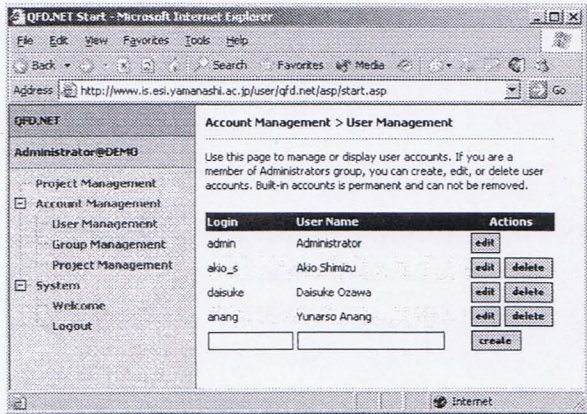 QFD.NET Start - Microsoft Internet Explorer
File Edit View Favorites Tools Help
Back Search Favorites Media
Address http://www.is.esi.yamanashi.ac.jp/user/qfd.net/asp/start.asp Go
QFD.NET
Administrator@DEMO
Project Management
Account Management
User Management
Group Management
Project Management
System
Welcome
Logout
Account Management > User Management
Use this page to manage or display user accounts. If you are a
member of Administrators group, you can create, edit, or delete user
accounts. Built-in accounts is permanent and can not be removed.
Login User Name Actions
admin Administrator edit
akio_s Akio Shimizu edit delete
daisuke Daisuke Ozawa edit delete
anang Yunarso Anang edit delete
create
Internet